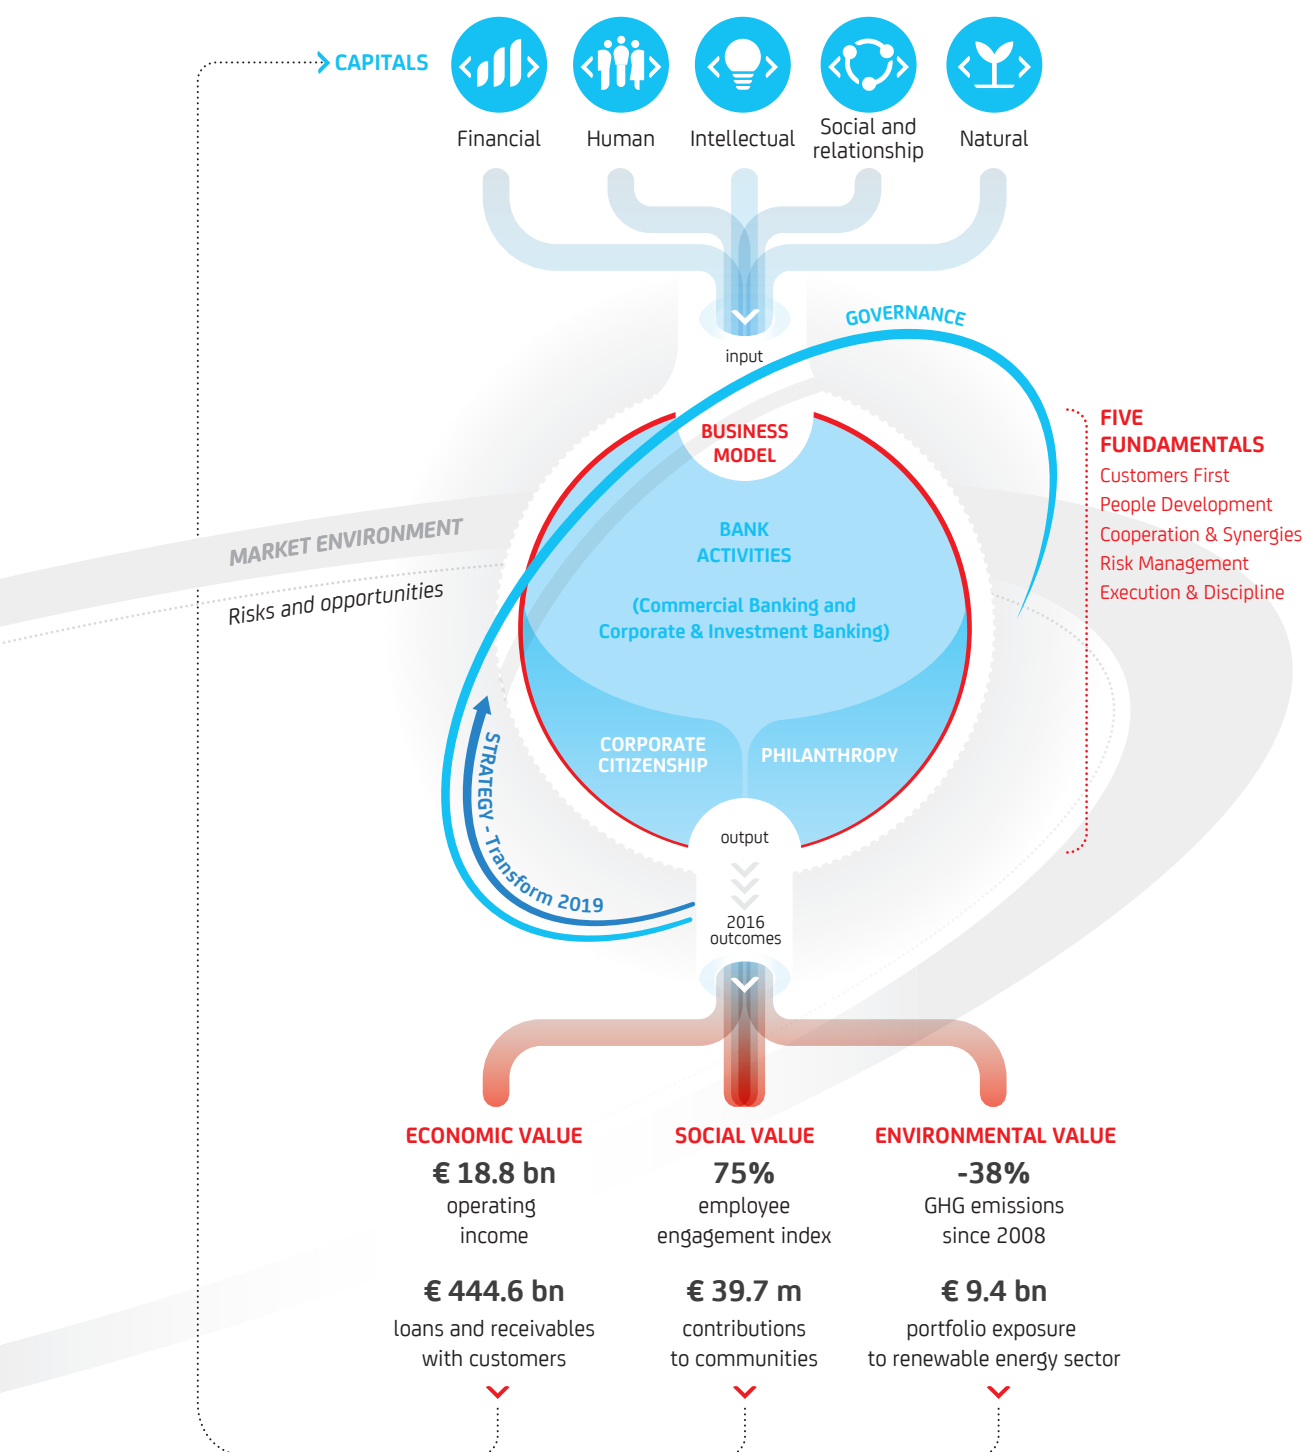 CAPITALS
Financial
Human
Intellectual
Social and
relationship
Natural
input
GOVERNANCE
BUSINESS
MODEL
FIVE
FUNDAMENTALS
Customers First
People Development
Cooperation & Synergies
Risk Management
Execution & Discipline
MARKET ENVIRONMENT
Risks and opportunities
BANK
ACTIVITIES
(Commercial Banking and
Corporate & Investment Banking)
CORPORATE
CITIZENSHIP
PHILANTHROPY
STRATEGY - Transform 2019
output
2016
outcomes
ECONOMIC VALUE
€ 18.8 bn
operating
income
€ 444.6 bn
loans and receivables
with customers
SOCIAL VALUE
75%
employee
engagement index
€ 39.7 m
contributions
to communities
ENVIRONMENTAL VALUE
-38%
GHG emissions
since 2008
€ 9.4 bn
portfolio exposure
to renewable energy sector